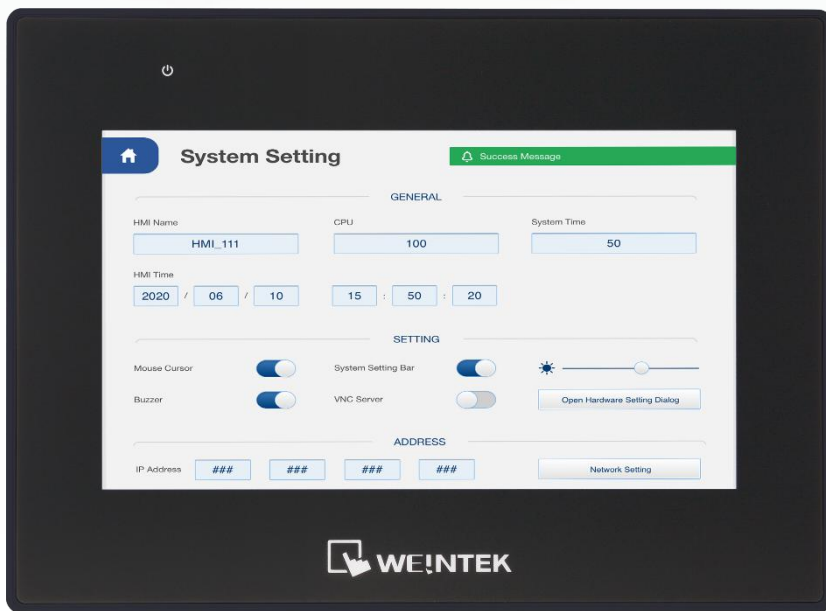 System Setting
Success Message
GENERAL
HMI Name CPU System Time
HMI_111 100 50
HMI Time
2020 / 06 / 10 15 : 50 : 20
SETTING
Mouse Cursor System Setting Bar
Buzzer VNC Server Open Hardware Setting Dialog
ADDRESS
IP Address ### ### ### ### Network Setting
WE!NTEK